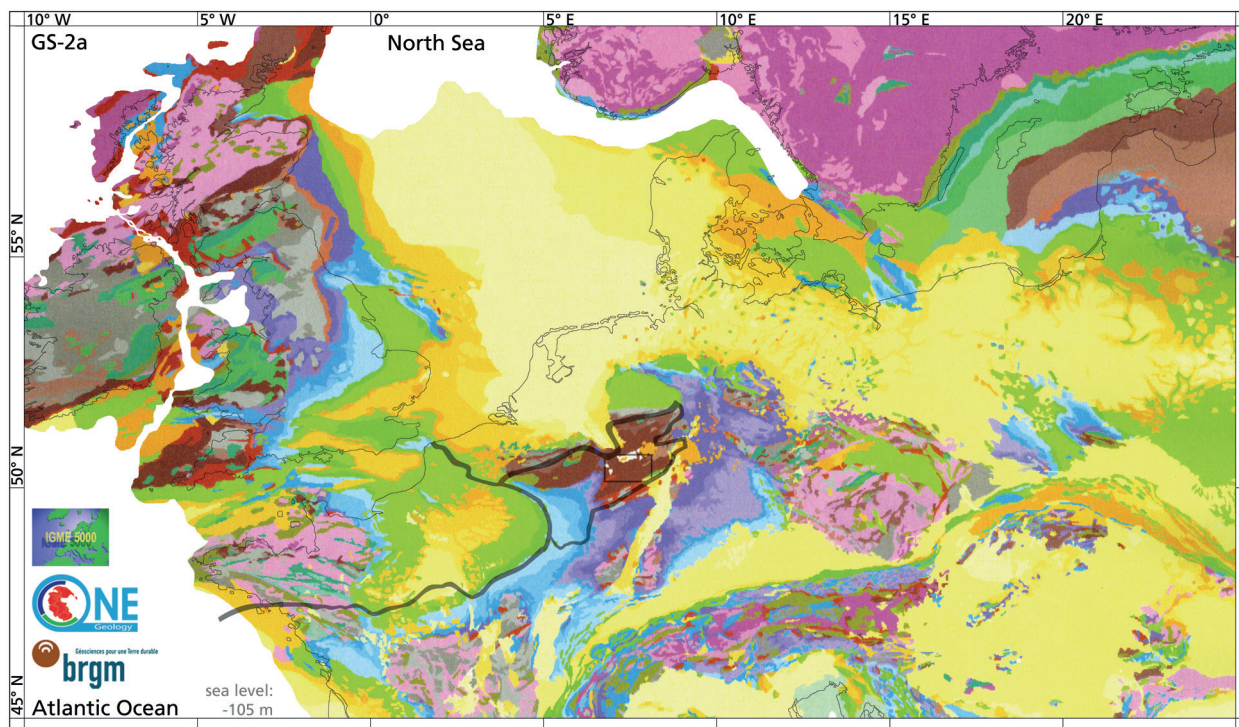 10° W
5° W
0°
5° E
10° E
15° E
20° E
GS-2a
North Sea
55° N
50° N
45° N
IGME 5000
ONE
Geology
Géosciences pour une Terre durable
brgm
sea level:
-105 m
Atlantic Ocean